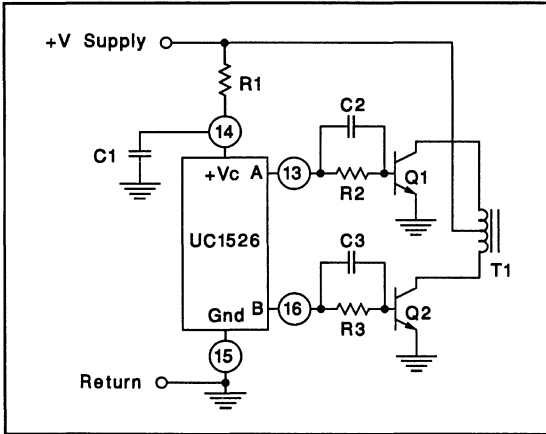 +V Supply
R1
C2
14
C1
+Vc A
13
R2
Q1
UC1526
C3
T1
Gnd B
16
R3
Q2
15
Return